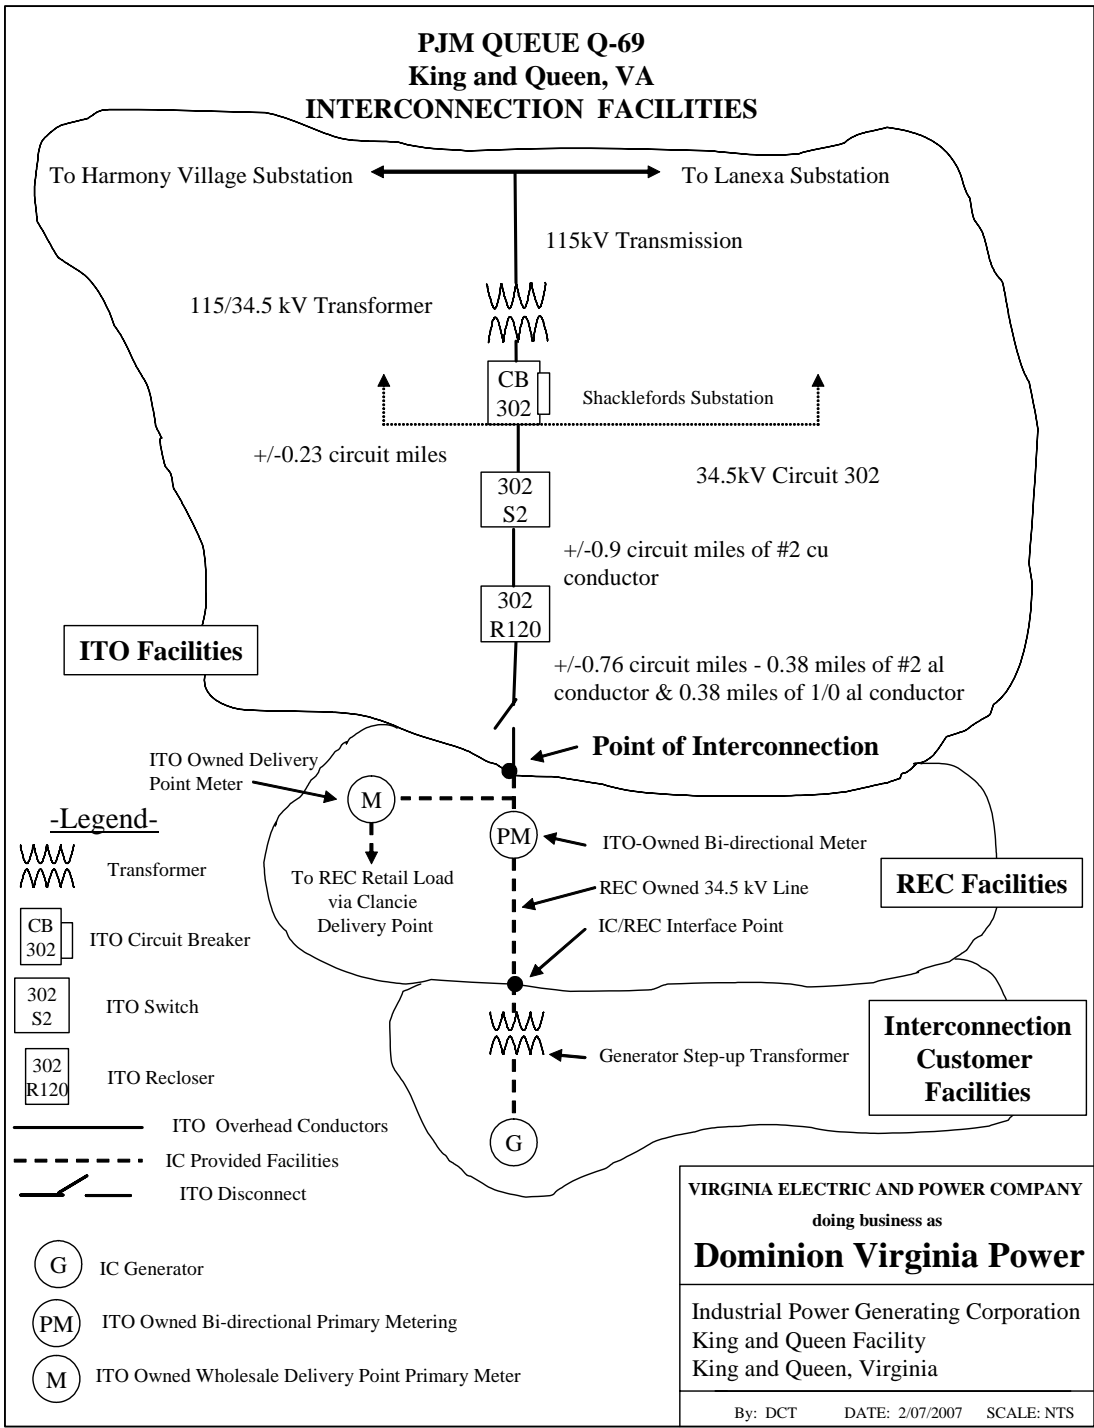 PJM QUEUE Q-69
King and Queen, VA
INTERCONNECTION FACILITIES
To Harmony Village Substation
To Lanexa Substation
115kV Transmission
115/34.5 kV Transformer
CB
302
Shacklefords Substation
+/-0.23 circuit miles
34.5kV Circuit 302
302
S2
+/-0.9 circuit miles of #2 cu
conductor
302
R120
ITO Facilities
+/-0.76 circuit miles - 0.38 miles of #2 al
conductor & 0.38 miles of 1/0 al conductor
Point of Interconnection
ITO Owned Delivery
Point Meter
M
PM
ITO-Owned Bi-directional Meter
To REC Retail Load
via Clancie
Delivery Point
REC Owned 34.5 kV Line
REC Facilities
IC/REC Interface Point
Generator Step-up Transformer
Interconnection
Customer
Facilities
G
-Legend-
Transformer
CB
302
ITO Circuit Breaker
302
S2
ITO Switch
302
R120
ITO Recloser
ITO Overhead Conductors
IC Provided Facilities
ITO Disconnect
G
IC Generator
PM
ITO Owned Bi-directional Primary Metering
M
ITO Owned Wholesale Delivery Point Primary Meter
VIRGINIA ELECTRIC AND POWER COMPANY
doing business as
Dominion Virginia Power
Industrial Power Generating Corporation
King and Queen Facility
King and Queen, Virginia
By: DCT DATE: 2/07/2007 SCALE: NTS